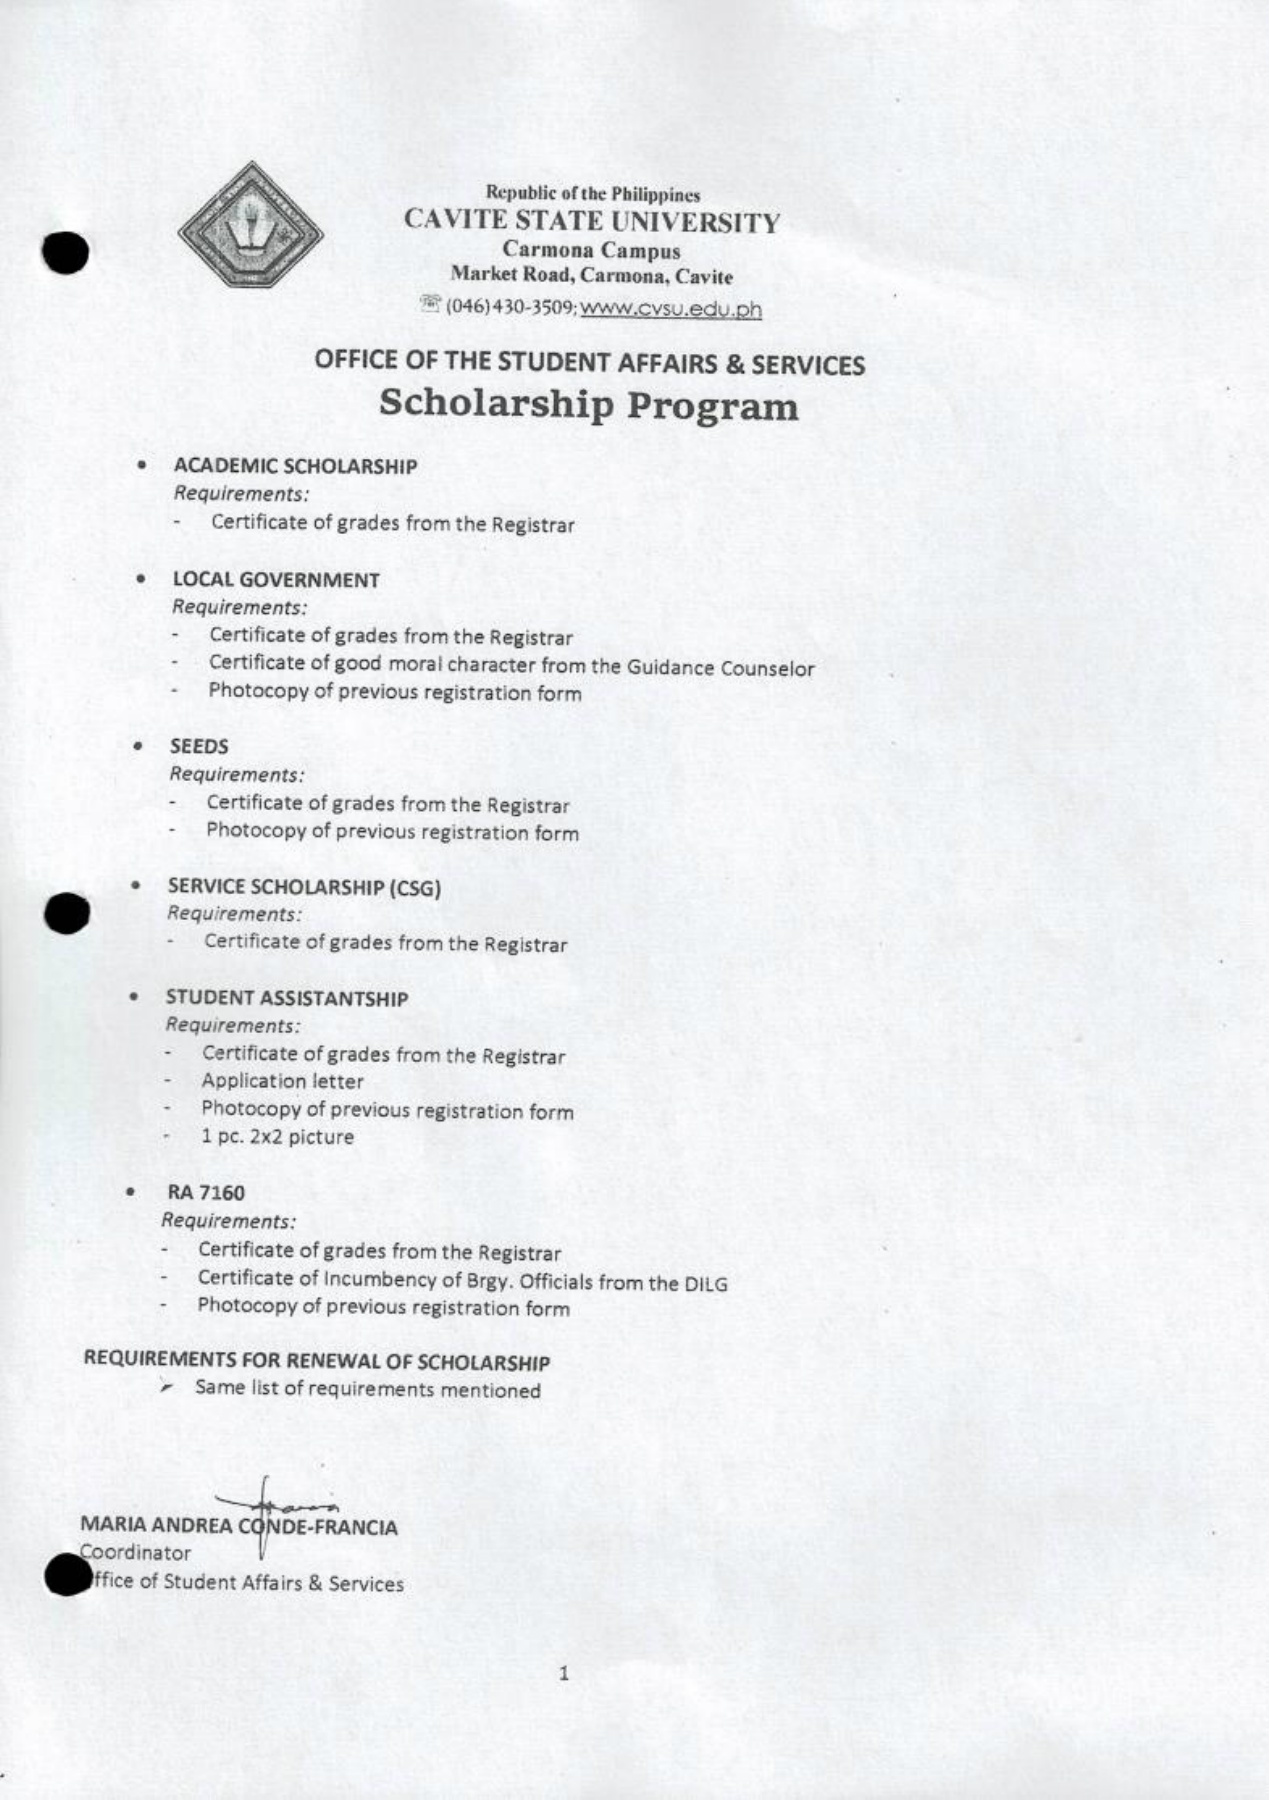 Republic of the Philippines
CAVITE STATE UNIVERSITY
Carmona Campus
Market Road, Carmona, Cavite
☏ (046)430-3509; www.cvsu.edu.ph
OFFICE OF THE STUDENT AFFAIRS & SERVICES
Scholarship Program
• ACADEMIC SCHOLARSHIP
Requirements:
- Certificate of grades from the Registrar
• LOCAL GOVERNMENT
Requirements:
- Certificate of grades from the Registrar
- Certificate of good moral character from the Guidance Counselor
- Photocopy of previous registration form
• SEEDS
Requirements:
- Certificate of grades from the Registrar
- Photocopy of previous registration form
• SERVICE SCHOLARSHIP (CSG)
Requirements:
- Certificate of grades from the Registrar
• STUDENT ASSISTANTSHIP
Requirements:
- Certificate of grades from the Registrar
- Application letter
- Photocopy of previous registration form
- 1 pc. 2x2 picture
• RA 7160
Requirements:
- Certificate of grades from the Registrar
- Certificate of Incumbency of Brgy. Officials from the DILG
- Photocopy of previous registration form
REQUIREMENTS FOR RENEWAL OF SCHOLARSHIP
➢ Same list of requirements mentioned
MARIA ANDREA CONDE-FRANCIA
Coordinator
ffice of Student Affairs & Services
1